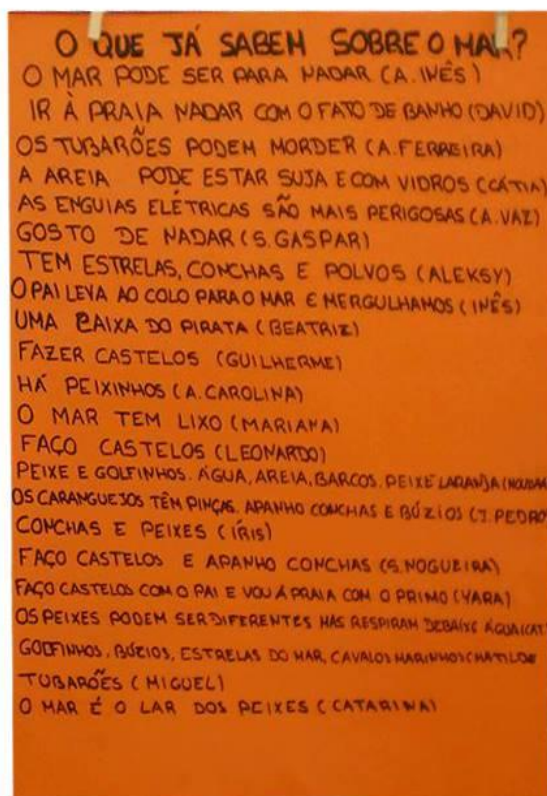 O QUE JÁ SABEM SOBRE O MAR?
O MAR PODE SER PARA NADAR (A. INÊS)
IR À PRAIA NADAR COM O FATO DE BANHO (DAVID)
OS TUBARÕES PODEM MORDER (A. FERREIRA)
A AREIA PODE ESTAR SUJA E COM VIDROS (CÁTIA)
AS ENGUIAS ELÉTRICAS SÃO MAIS PERIGOSAS (A. VAZ)
GOSTO DE NADAR (S. GASPAR)
TEM ESTRELAS, CONCHAS E POLVOS (ALEKSY)
O PAI LEVA AO COLO PARA O MAR E MERGULHAMOS (INÊS)
UMA CAIXA DO PIRATA (BEATRIZ)
FAZER CASTELOS (GUILHERME)
HÁ PEIXINHOS (A. CAROLINA)
O MAR TEM LIXO (MARIANA)
FAÇO CASTELOS (LEONARDO)
PEIXE E GOLFINHOS. ÁGUA, AREIA, BARCOS. PEIXE LARANJA
OS CARANGUEJOS TÊM PINÇAS. APANHO CONCHAS E BÚZIOS (J. PEDRO
CONCHAS E PEIXES (ÍRIS)
FAÇO CASTELOS E APANHO CONCHAS (S. NOGUEIRA)
FAÇO CASTELOS COM O PAI E VOU À PRAIA COM O PRIMO (YARA)
OS PEIXES PODEM SER DIFERENTES MAS RESPIRAM DEBAIXE ÁGUA
GOLFINHOS, BÚZIOS, ESTRELAS DO MAR, CAVALOS MARINHOS (MATILDE
TUBARÕES (MIGUEL)
O MAR É O LAR DOS PEIXES (CATARINA)